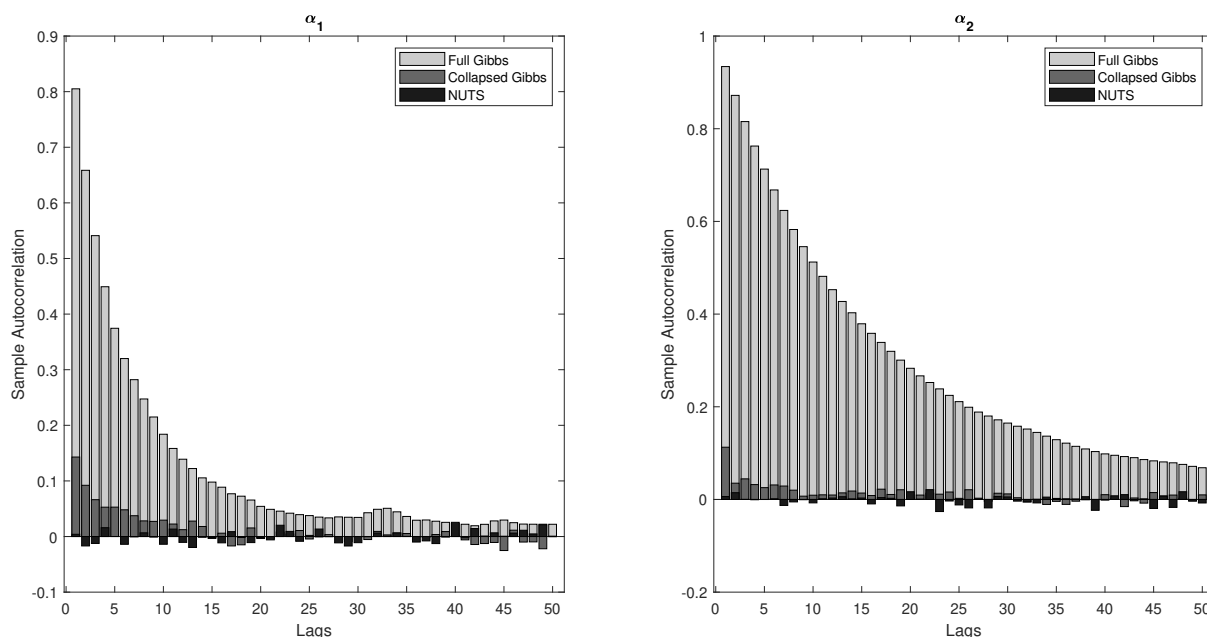 α1
0.9
0.8
0.7
0.6
0.5
0.4
0.3
0.2
0.1
0
-0.1
Sample Autocorrelation
0 5 10 15 20 25 30 35 40 45 50
Lags
Full Gibbs
Collapsed Gibbs
NUTS
α2
1
0.8
0.6
0.4
0.2
0
-0.2
Sample Autocorrelation
0 5 10 15 20 25 30 35 40 45 50
Lags
Full Gibbs
Collapsed Gibbs
NUTS